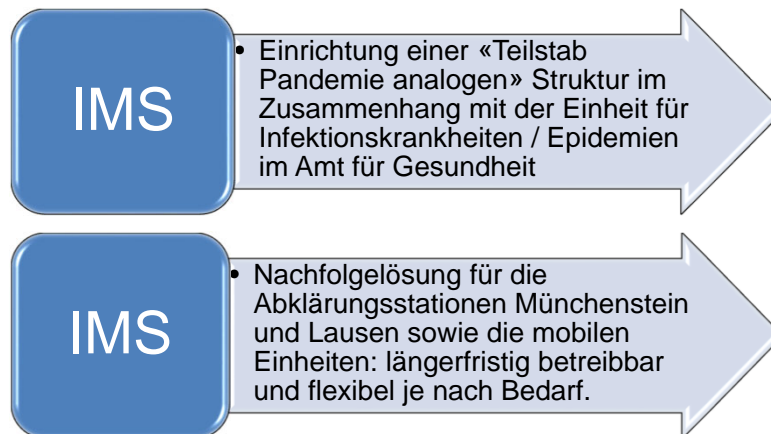 IMS
• Einrichtung einer «Teilstab
Pandemie analogen» Struktur im
Zusammenhang mit der Einheit für
Infektionskrankheiten / Epidemien
im Amt für Gesundheit
IMS
• Nachfolgelösung für die
Abklärungsstationen Münchenstein
und Lausen sowie die mobilen
Einheiten: längerfristig betreibbar
und flexibel je nach Bedarf.